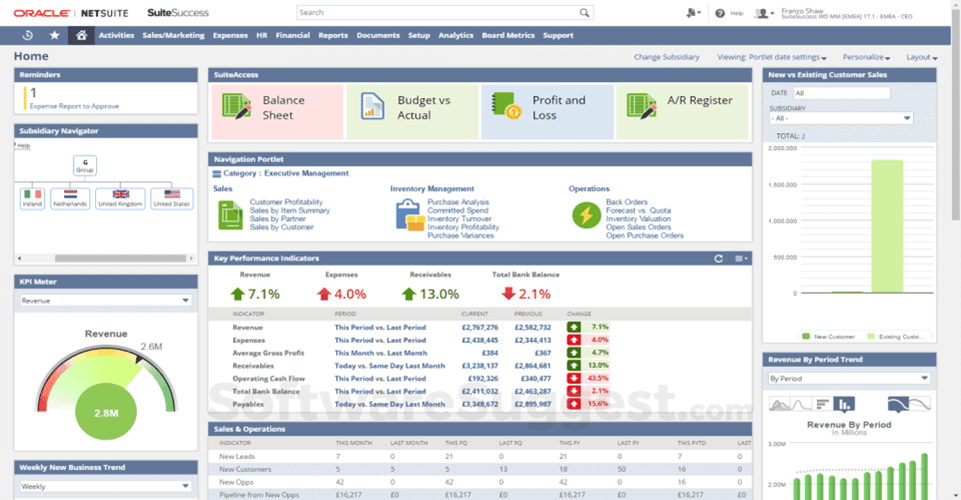 ORACLE | NETSUITE SuiteSuccess
Search
Help
Franco Shaw
SuiteSuccess WD MM [EMEA] 17.1 - EMEA - CEO
Activities Sales/Marketing Expenses HR Financial Reports Documents Setup Analytics Board Metrics Support
Home
Change Subsidiary Viewing: Portlet date settings Personalize Layout
Reminders
1
Expense Report to Approve
Subsidiary Navigator
Help
G
Group
Ireland Netherlands United Kingdom United States
KPI Meter
Revenue
Revenue
2.6M
2.8M
Weekly New Business Trend
Weekly
SuiteAccess
Balance
Sheet
Budget vs
Actual
Profit and
Loss
A/R Register
Navigation Portlet
Category : Executive Management
Sales
Customer Profitability
Sales by Item Summary
Sales by Partner
Sales by Customer
Inventory Management
Purchase Analysis
Committed Spend
Inventory Turnover
Inventory Profitability
Purchase Variances
Operations
Back Orders
Forecast vs. Quota
Inventory Valuation
Open Sales Orders
Open Purchase Orders
Key Performance Indicators
Revenue Expenses Receivables Total Bank Balance
7.1% 4.0% 13.0% 2.1%
INDICATOR PERIOD CURRENT PREVIOUS CHANGE
Revenue This Period vs. Last Period £2,767,276 £2,582,732 7.1%
Expenses This Period vs. Last Period £2,438,445 £2,344,413 4.0%
Average Gross Profit This Month vs. Last Month £384 £367 4.7%
Receivables Today vs. Same Day Last Month £3,238,137 £2,864,681 13.0%
Operating Cash Flow This Period vs. Last Period £192,326 £340,477 43.5%
Total Bank Balance This Period vs. Last Period £2,411,032 £2,463,287 2.1%
Payables Today vs. Same Day Last Month £3,348,672 £2,895,987 15.6%
SoftwareSuggest.com
Sales & Operations
INDICATOR THIS MONTH LAST MONTH THIS FQ LAST FQ THIS FY LAST FY THIS FYTD LAST
New Leads 7 0 21 0 21 0 7
New Customers 5 5 5 13 18 50 16
New Opps 42 0 42 0 42 0 16
Pipeline from New Opps £16,217 £0 £16,217 £0 £16,217 £0 £16,217
New vs Existing Customer Sales
DATE All
SUBSIDIARY
- All -
TOTAL: 2
2,000,000
1,500,000
1,000,000
500,000
0
New Customer Existing Custo...
Revenue By Period Trend
By Period
Revenue By Period
In Millions
3.00M
2.00M